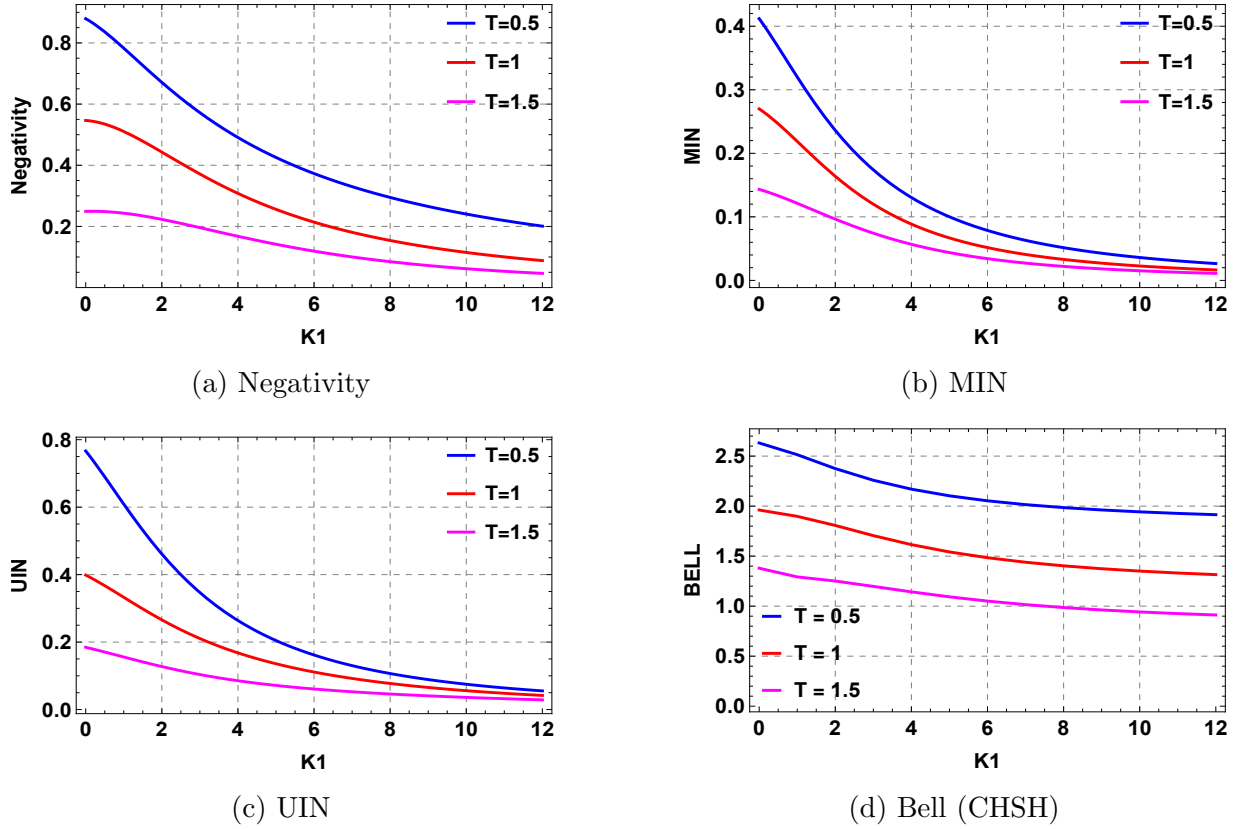 T=0.5
T=1
T=1.5
0.8
0.6
0.4
0.2
Negativity
0 2 4 6 8 10 12
K1
(a) Negativity
T=0.5
T=1
T=1.5
0.4
0.3
0.2
0.1
0.0
MIN
0 2 4 6 8 10 12
K1
(b) MIN
T=0.5
T=1
T=1.5
0.8
0.6
0.4
0.2
0.0
UIN
0 2 4 6 8 10 12
K1
(c) UIN
2.5
2.0
1.5
1.0
0.5
0.0
BELL
T = 0.5
T = 1
T = 1.5
0 2 4 6 8 10 12
K1
(d) Bell (CHSH)